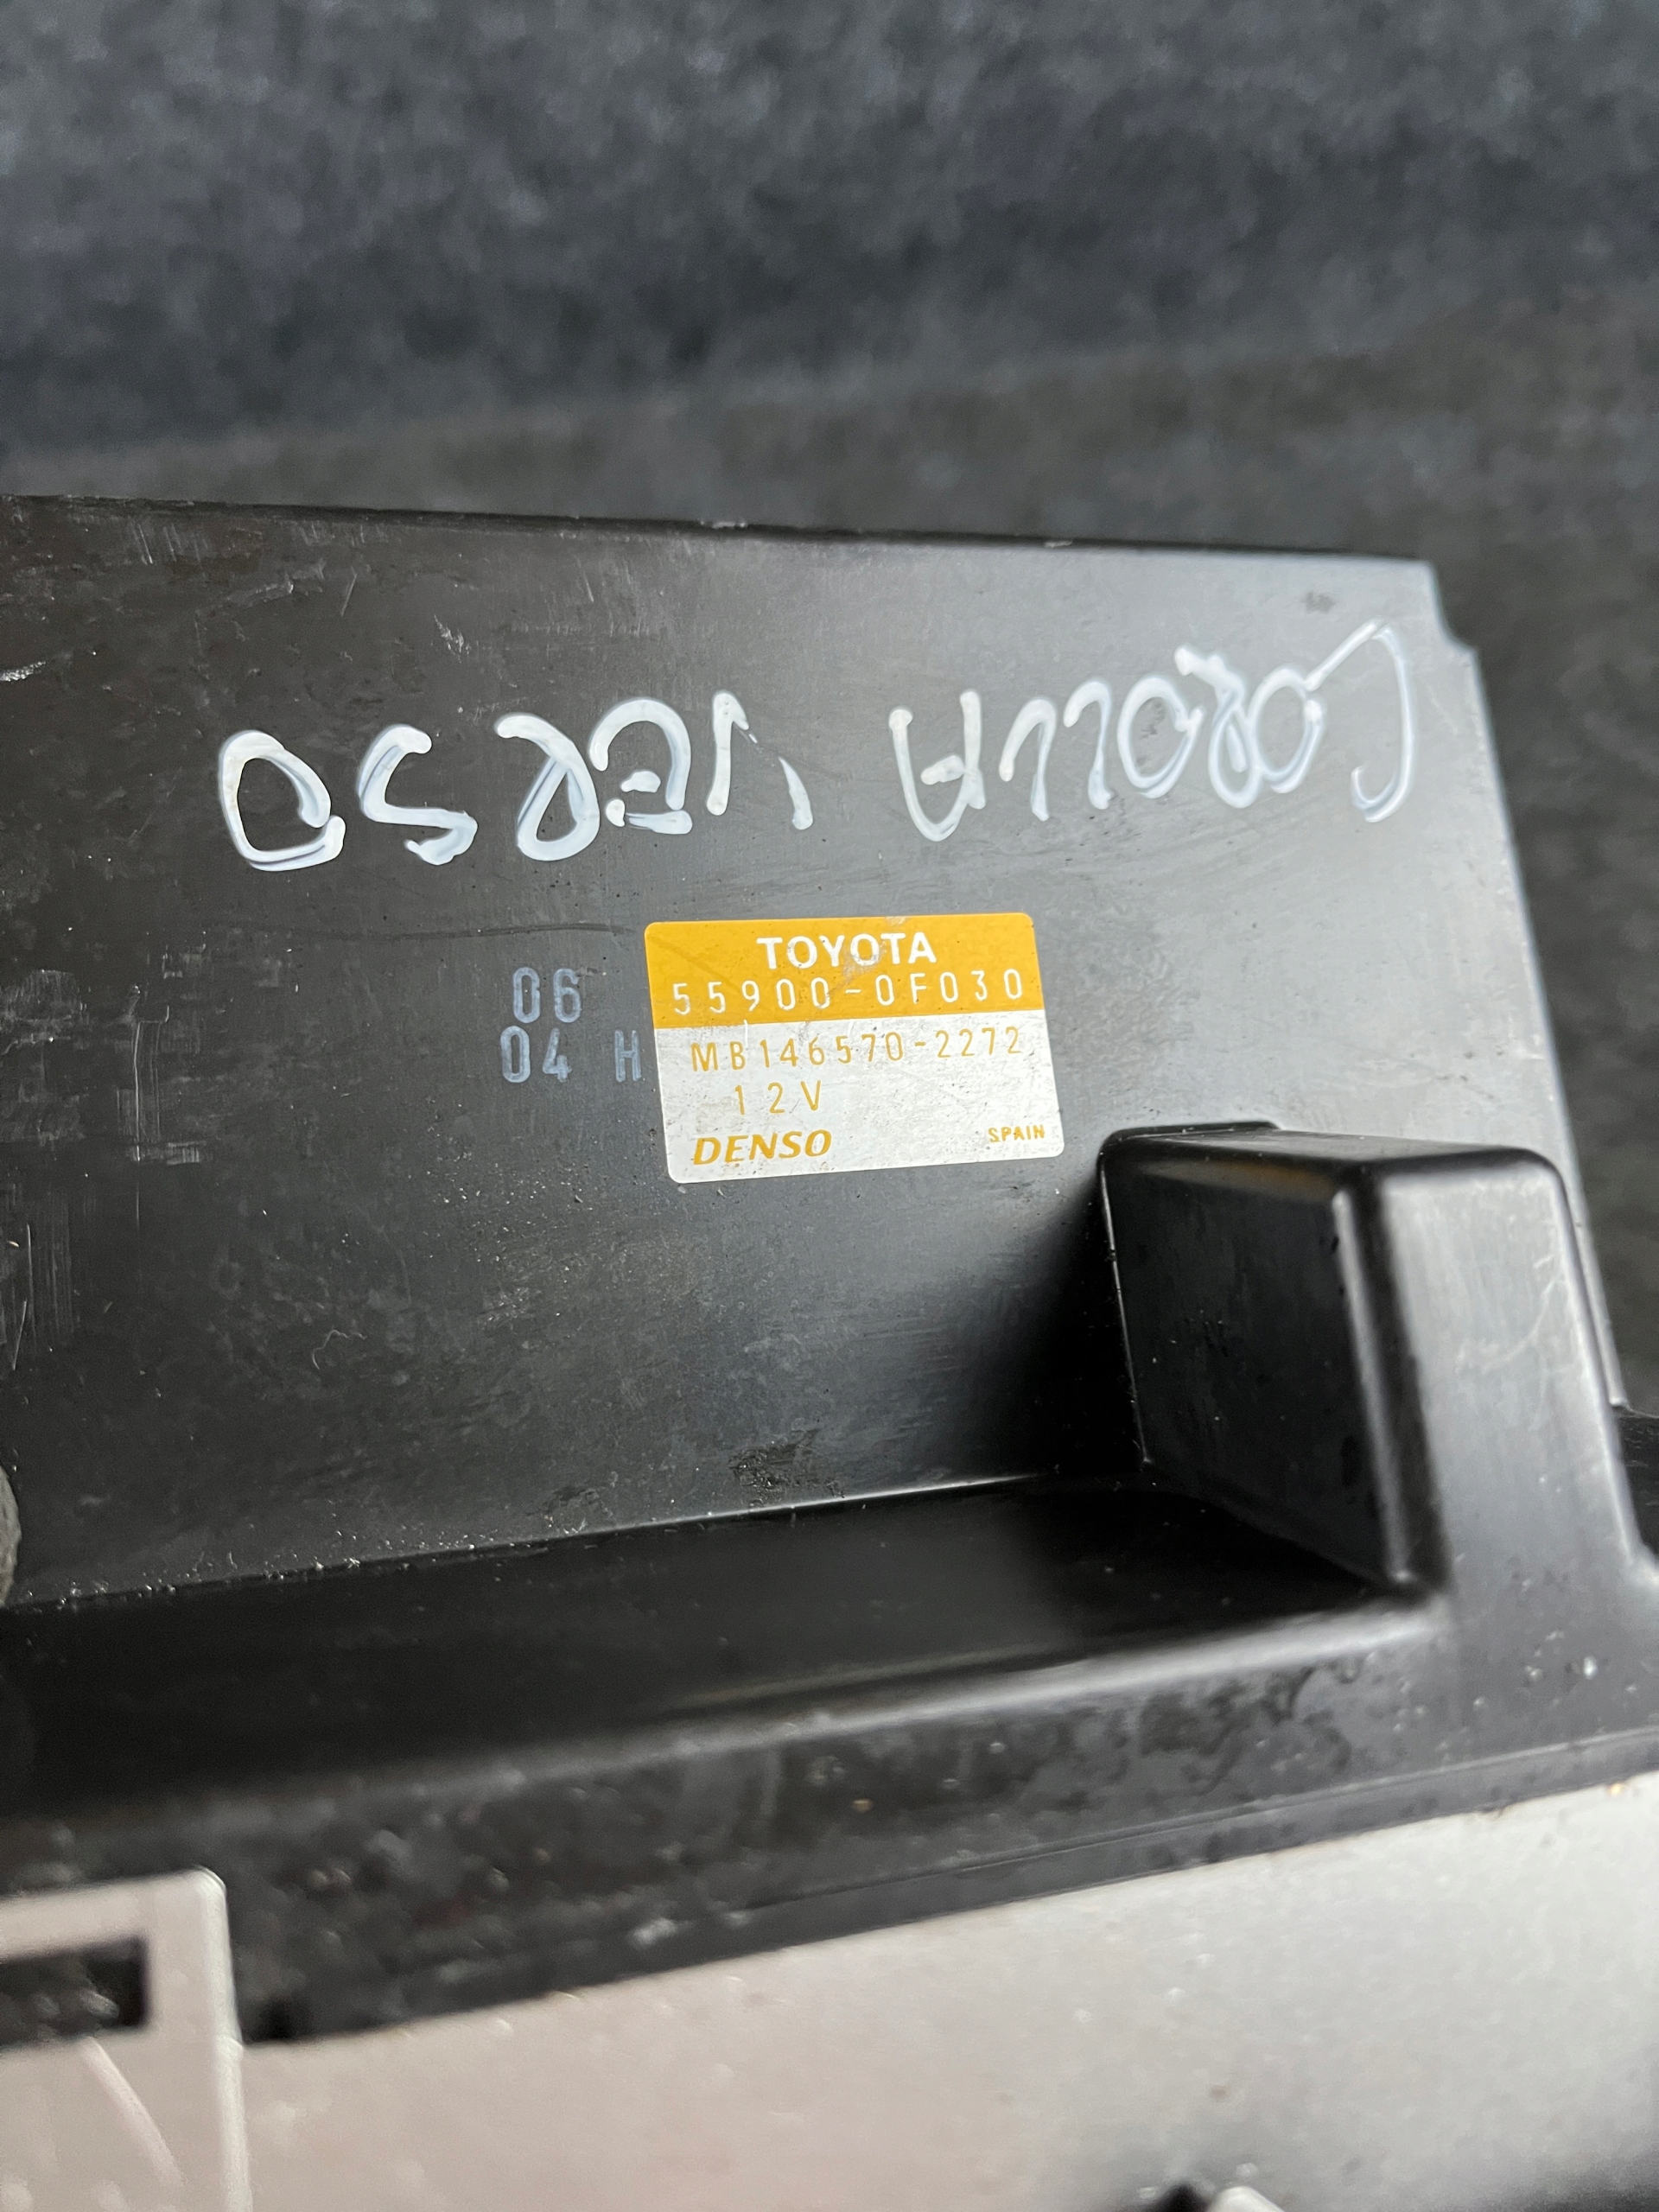 COROLLA VERSO
06
04 H
TOYOTA
55900-0F030
MB146570-2272
12V
DENSO SPAIN